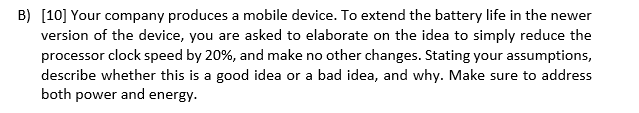 B) [10] Your company produces a mobile device. To extend the battery life in the newer
version of the device, you are asked to elaborate on the idea to simply reduce the
processor clock speed by 20%, and make no other changes. Stating your assumptions,
describe whether this is a good idea or a bad idea, and why. Make sure to address
both power and energy.